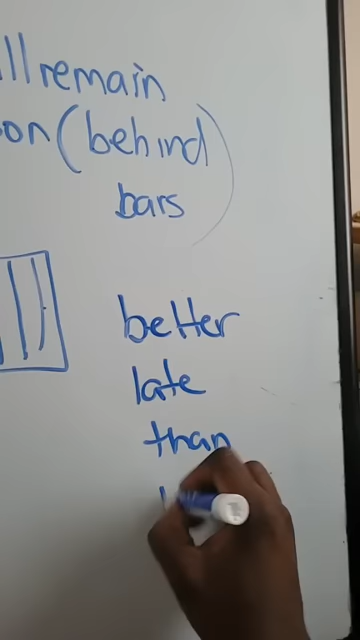 ll remain
on (behind
bars)
better
late
than